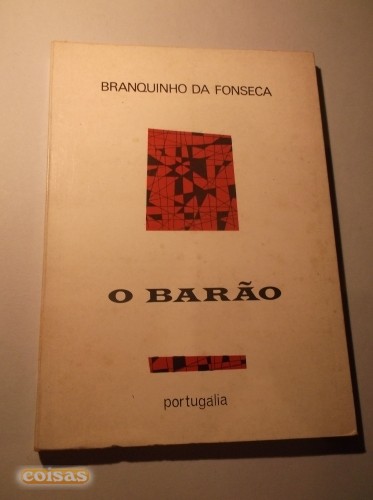 BRANQUINHO DA FONSECA
O BARÃO
portugalia
coisas